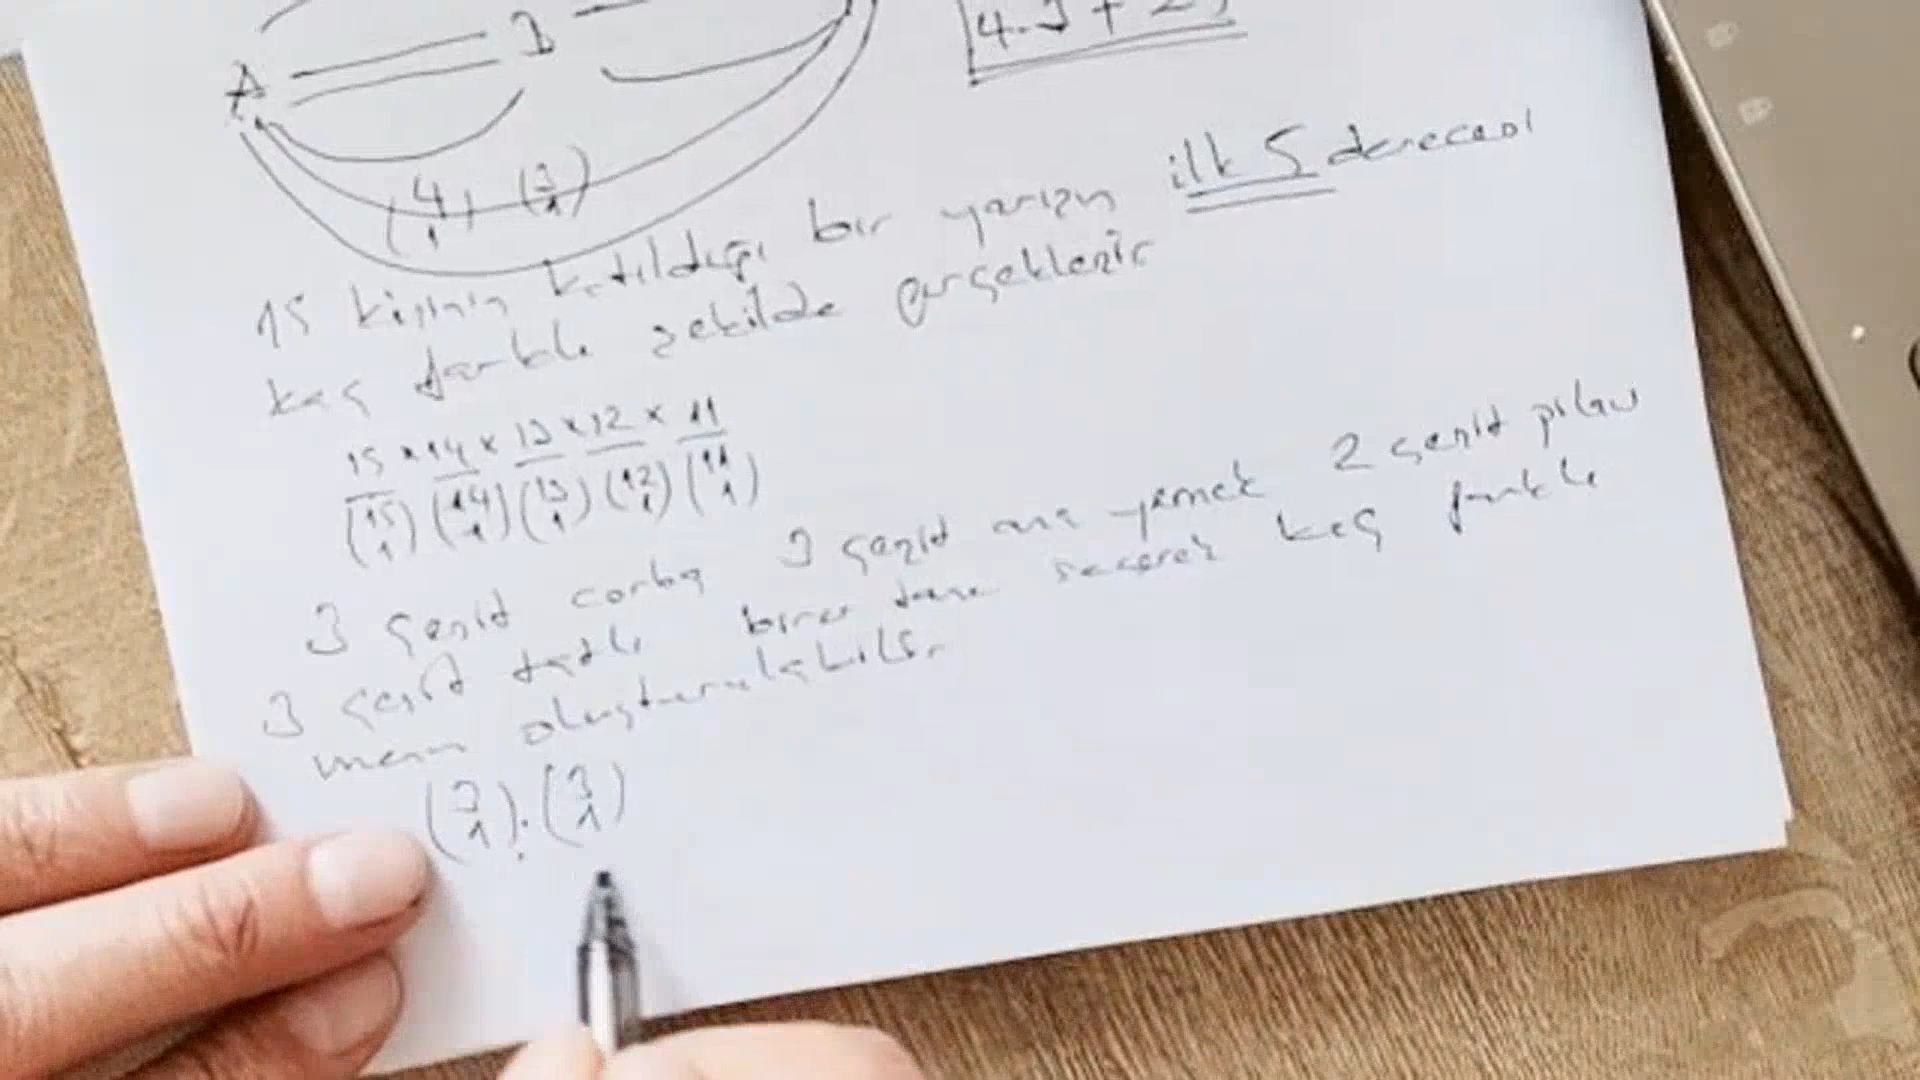 A B
4.3+2
(4 1) (3 1)
15 kişinin katıldığı bir yarışın ilk 5 derecesi
kaç farklı şekilde gerçekleşir
15 x 14 x 13 x 12 x 11
(15 1) (14 1) (13 1) (12 1) (11 1)
3 çeşit çorba 3 çeşit ana yemek 2 çeşit pilav
3 çeşit tatlı birer tane seçerek kaç farklı
menü oluşturulabilir.
(3 1) . (3 1)